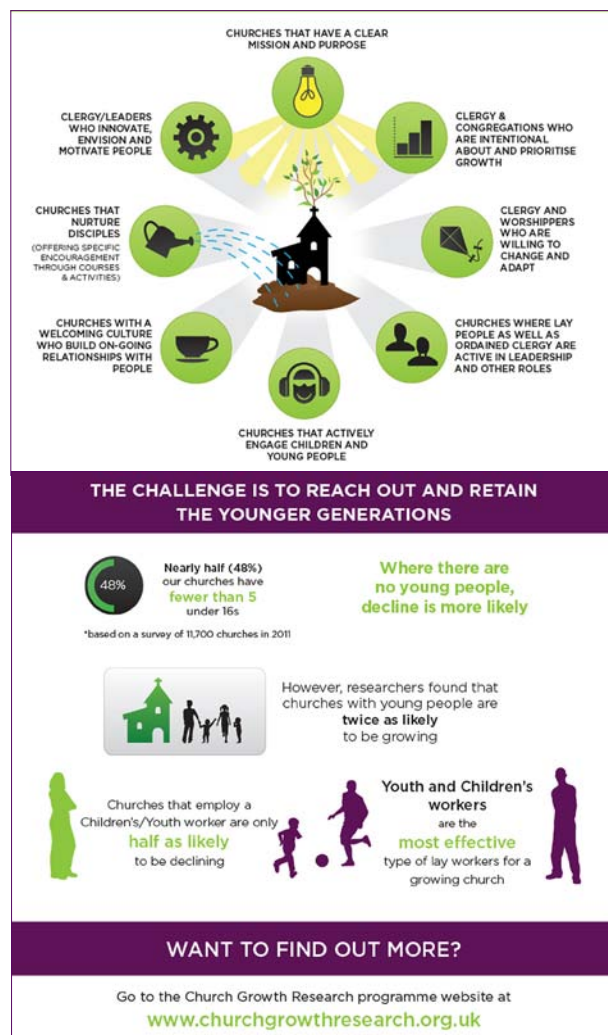 CHURCHES THAT HAVE A CLEAR
MISSION AND PURPOSE
CLERGY/LEADERS
WHO INNOVATE,
ENVISION AND
MOTIVATE PEOPLE
CLERGY &
CONGREGATIONS WHO
ARE INTENTIONAL
ABOUT AND PRIORITISE
GROWTH
CHURCHES THAT
NURTURE
DISCIPLES
(OFFERING SPECIFIC
ENCOURAGEMENT
THROUGH COURSES
& ACTIVITIES)
CLERGY AND
WORSHIPPERS
WHO ARE
WILLING TO
CHANGE AND
ADAPT
CHURCHES WITH A
WELCOMING CULTURE
WHO BUILD ON-GOING
RELATIONSHIPS WITH
PEOPLE
CHURCHES WHERE LAY
PEOPLE AS WELL AS
ORDAINED CLERGY ARE
ACTIVE IN LEADERSHIP
AND OTHER ROLES
CHURCHES THAT ACTIVELY
ENGAGE CHILDREN AND
YOUNG PEOPLE
THE CHALLENGE IS TO REACH OUT AND RETAIN
THE YOUNGER GENERATIONS
48%
Nearly half (48%)
our churches have
fewer than 5
under 16s
*based on a survey of 11,700 churches in 2011
Where there are
no young people,
decline is more likely
However, researchers found that
churches with young people are
twice as likely
to be growing
Churches that employ a
Children's/Youth worker are only
half as likely
to be declining
Youth and Children's
workers
are the
most effective
type of lay workers for a
growing church
WANT TO FIND OUT MORE?
Go to the Church Growth Research programme website at
www.churchgrowthresearch.org.uk